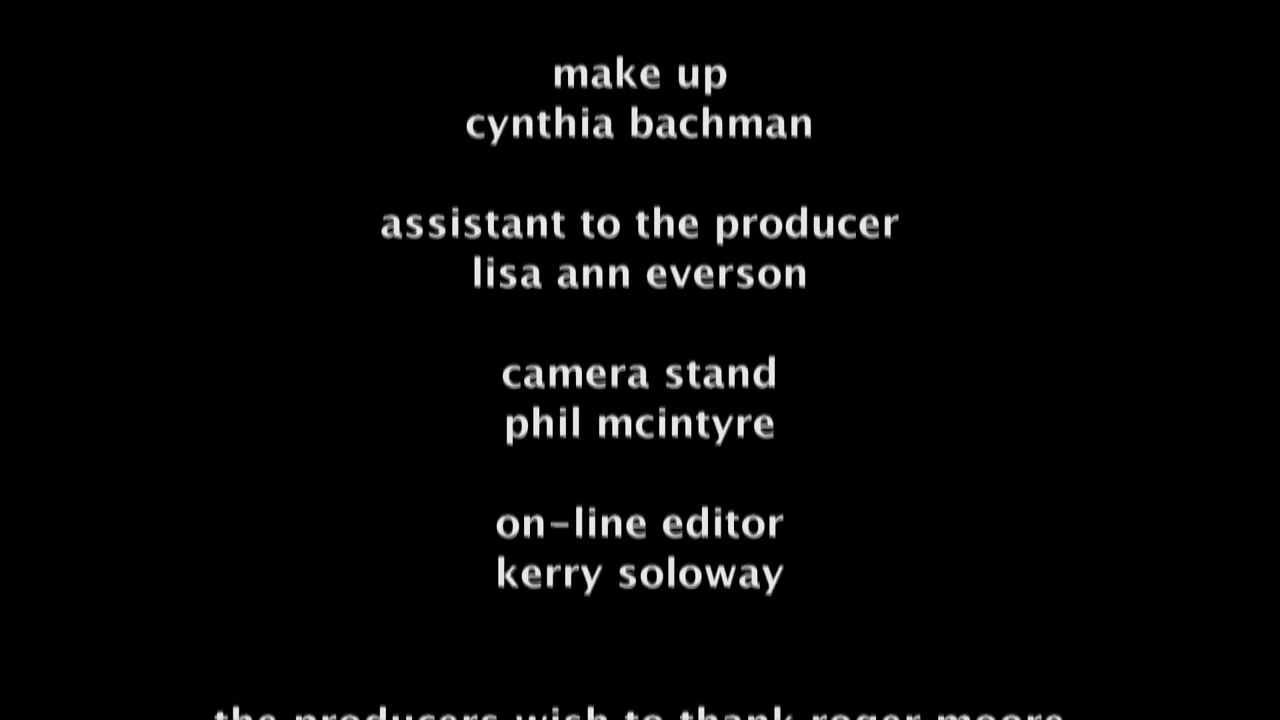 make up
cynthia bachman
assistant to the producer
lisa ann everson
camera stand
phil mcintyre
on-line editor
kerry soloway
the producers wish to thank roger moore